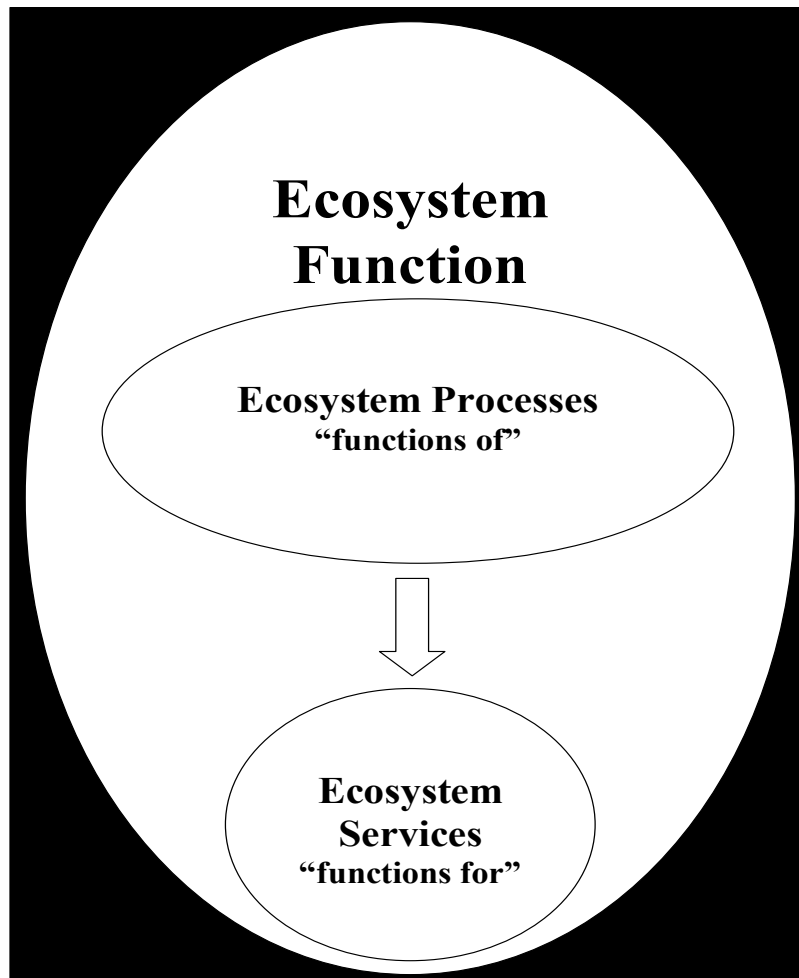 Ecosystem
Function
Ecosystem Processes
“functions of”
Ecosystem
Services
“functions for”